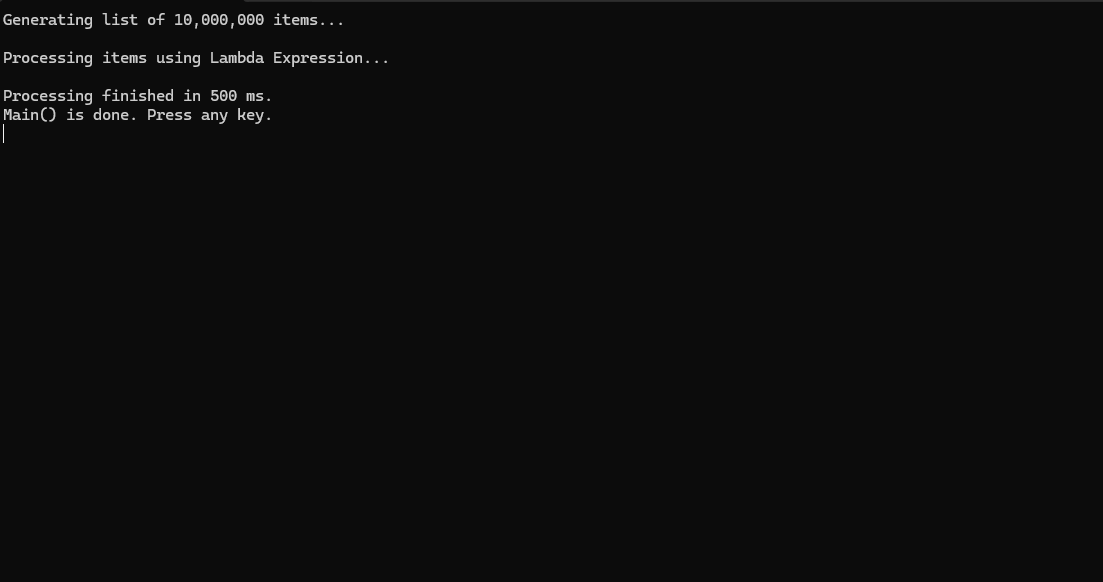 Generating list of 10,000,000 items...
Processing items using Lambda Expression...
Processing finished in 500 ms.
Main() is done. Press any key.